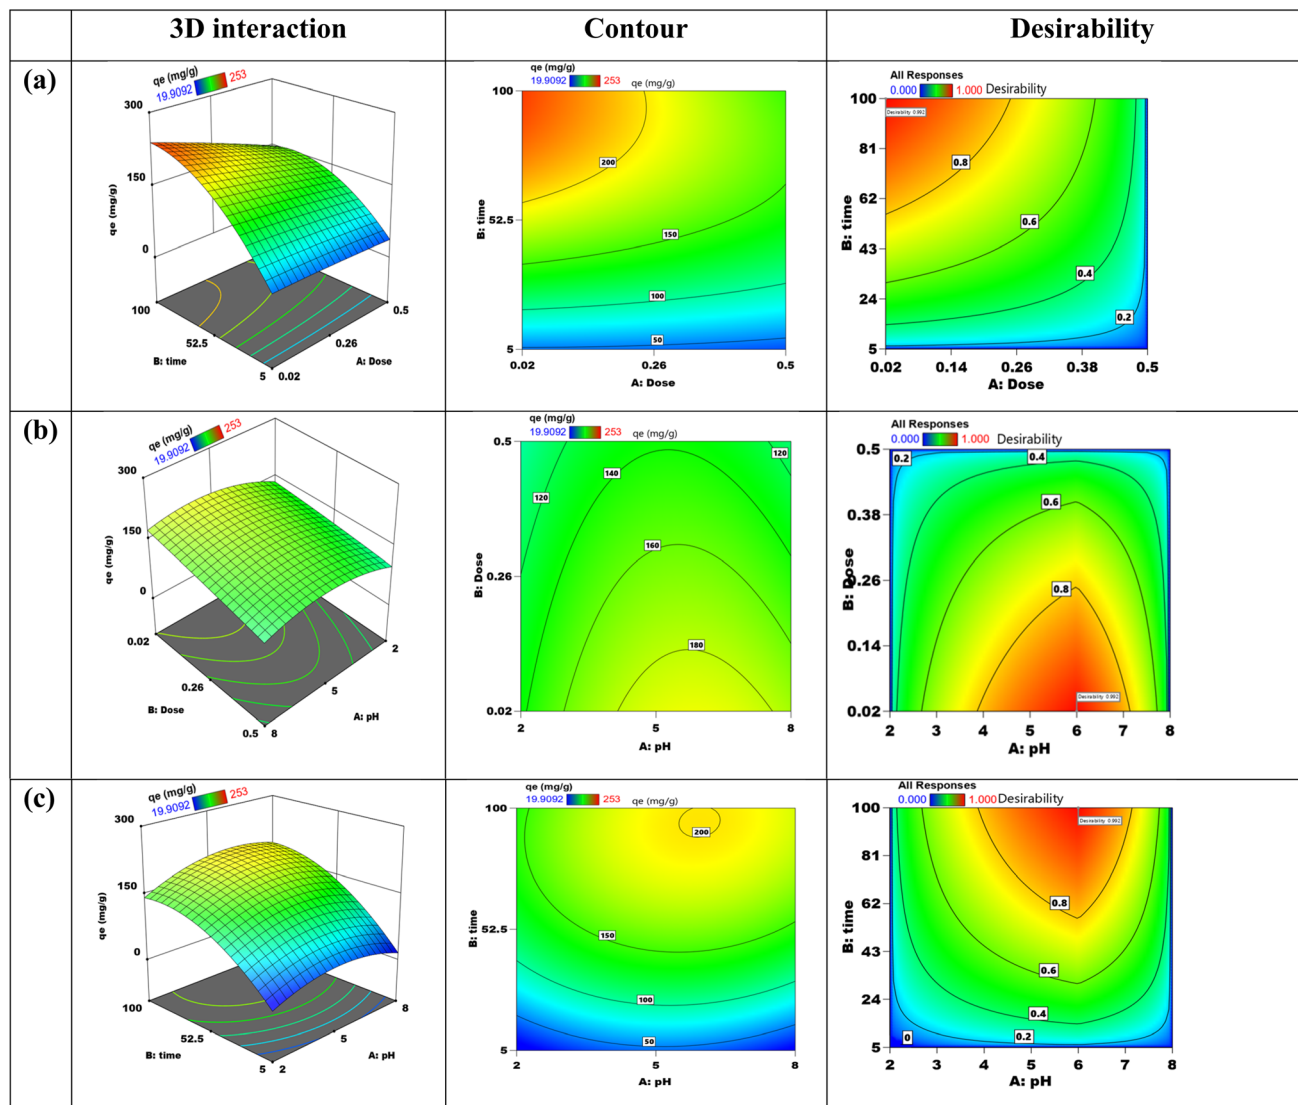 3D interaction
Contour
Desirability
(a)
qe (mg/g)
19.9092 253
300
150
0
qe (mg/g)
100
52.5
5
B: time
0.02
0.26
0.5
A: Dose
qe (mg/g)
19.9092 253 qe (mg/g)
100
52.5
5
B: time
200
150
100
50
0.02 0.26 0.5
A: Dose
All Responses
0.000 1.000 Desirability
100
81
62
43
24
5
B: time
Desirability 0.992
0.8
0.6
0.4
0.2
0.02 0.14 0.26 0.38 0.5
A: Dose
(b)
qe (mg/g)
19.9092 253
300
150
0
qe (mg/g)
0.02
0.26
0.5
B: Dose
8
5
2
A: pH
qe (mg/g)
19.9092 253 qe (mg/g)
0.5
0.26
0.02
B: Dose
120
140
120
160
180
2 5 8
A: pH
All Responses
0.000 1.000 Desirability
0.5
0.38
0.26
0.14
0.02
B: Dose
0.2
0.4
0.6
0.8
Desirability 0.992
2 3 4 5 6 7 8
A: pH
(c)
qe (mg/g)
19.9092 253
300
150
0
qe (mg/g)
100
52.5
5
B: time
2
5
8
A: pH
qe (mg/g)
19.9092 253 qe (mg/g)
100
52.5
5
B: time
200
150
100
50
2 5 8
A: pH
All Responses
0.000 1.000 Desirability
100
81
62
43
24
5
B: time
Desirability 0.992
0.8
0.6
0.4
0.2
0
2 3 4 5 6 7 8
A: pH